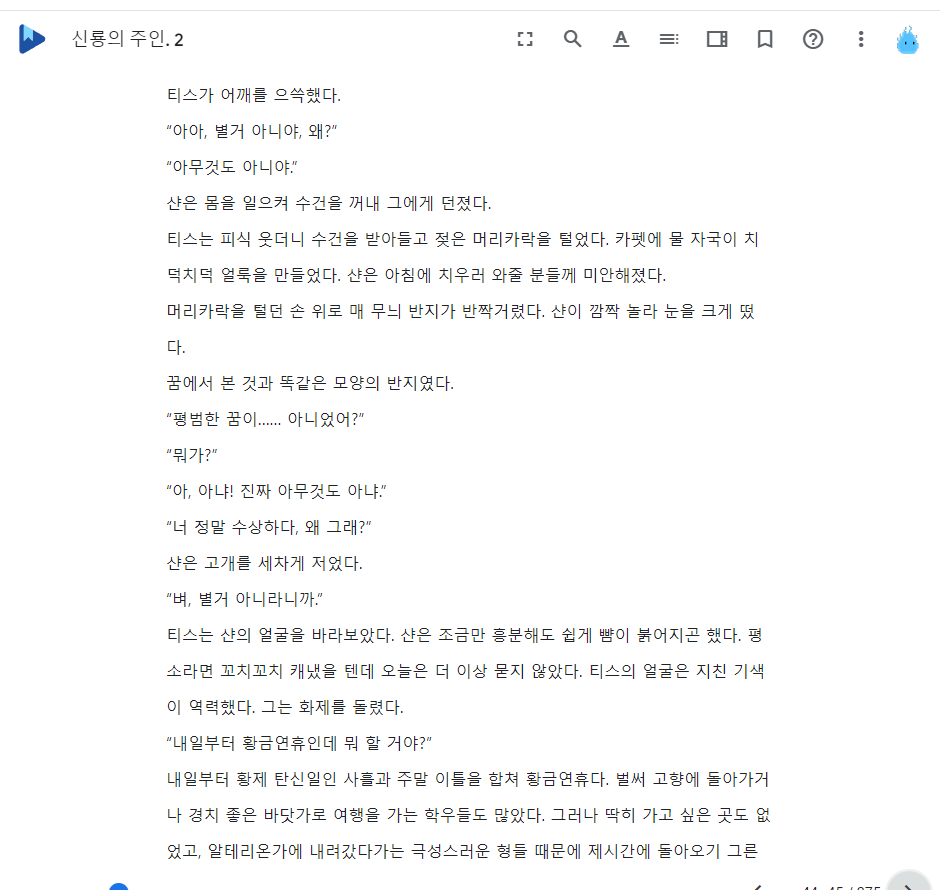 신룡의 주인. 2
티스가 어깨를 으쓱했다.
“아아, 별거 아니야, 왜?”
“아무것도 아니야.”
샨은 몸을 일으켜 수건을 꺼내 그에게 던졌다.
티스는 피식 웃더니 수건을 받아들고 젖은 머리카락을 털었다. 카펫에 물 자국이 치
덕치덕 얼룩을 만들었다. 샨은 아침에 치우러 와줄 분들께 미안해졌다.
머리카락을 털던 손 위로 매 무늬 반지가 반짝거렸다. 샨이 깜짝 놀라 눈을 크게 떴
다.
꿈에서 본 것과 똑같은 모양의 반지였다.
“평범한 꿈이...... 아니었어?”
“뭐가?”
“아, 아냐! 진짜 아무것도 아냐.”
“너 정말 수상하다, 왜 그래?”
샨은 고개를 세차게 저었다.
“벼, 별거 아니라니까.”
티스는 샨의 얼굴을 바라보았다. 샨은 조금만 흥분해도 쉽게 뺨이 붉어지곤 했다. 평
소라면 꼬치꼬치 캐냈을 텐데 오늘은 더 이상 묻지 않았다. 티스의 얼굴은 지친 기색
이 역력했다. 그는 화제를 돌렸다.
“내일부터 황금연휴인데 뭐 할 거야?”
내일부터 황제 탄신일인 사흘과 주말 이틀을 합쳐 황금연휴다. 벌써 고향에 돌아가거
나 경치 좋은 바닷가로 여행을 가는 학우들도 많았다. 그러나 딱히 가고 싶은 곳도 없
었고, 알테리온가에 내려갔다가는 극성스러운 형들 때문에 제시간에 돌아오기 그른